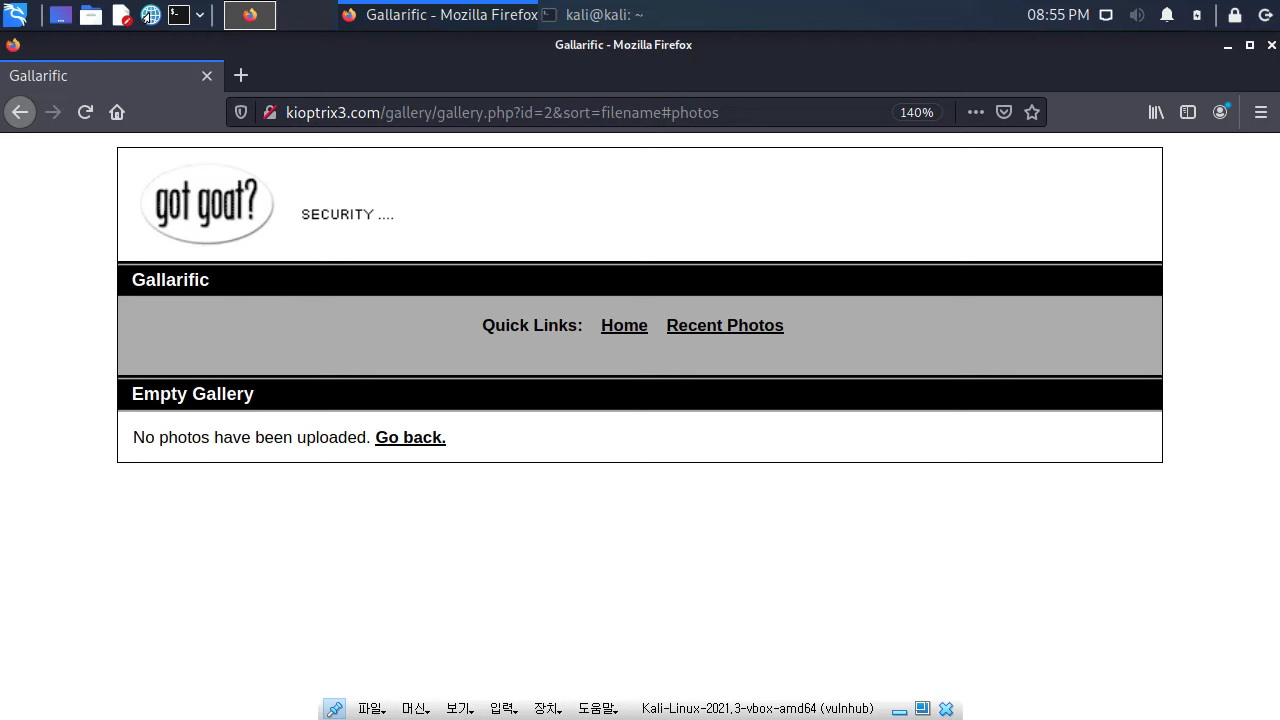 Gallarific - Mozilla Firefox
kali@kali: ~
08:55 PM
Gallarific - Mozilla Firefox
Gallarific
kioptrix3.com/gallery/gallery.php?id=2&sort=filename#photos
140%
got goat?
SECURITY ....
Gallarific
Quick Links: Home Recent Photos
Empty Gallery
No photos have been uploaded. Go back.
파일 머신 보기 입력 장치 도움말 Kali-Linux-2021,3-vbox-amd64 (vulnhub)